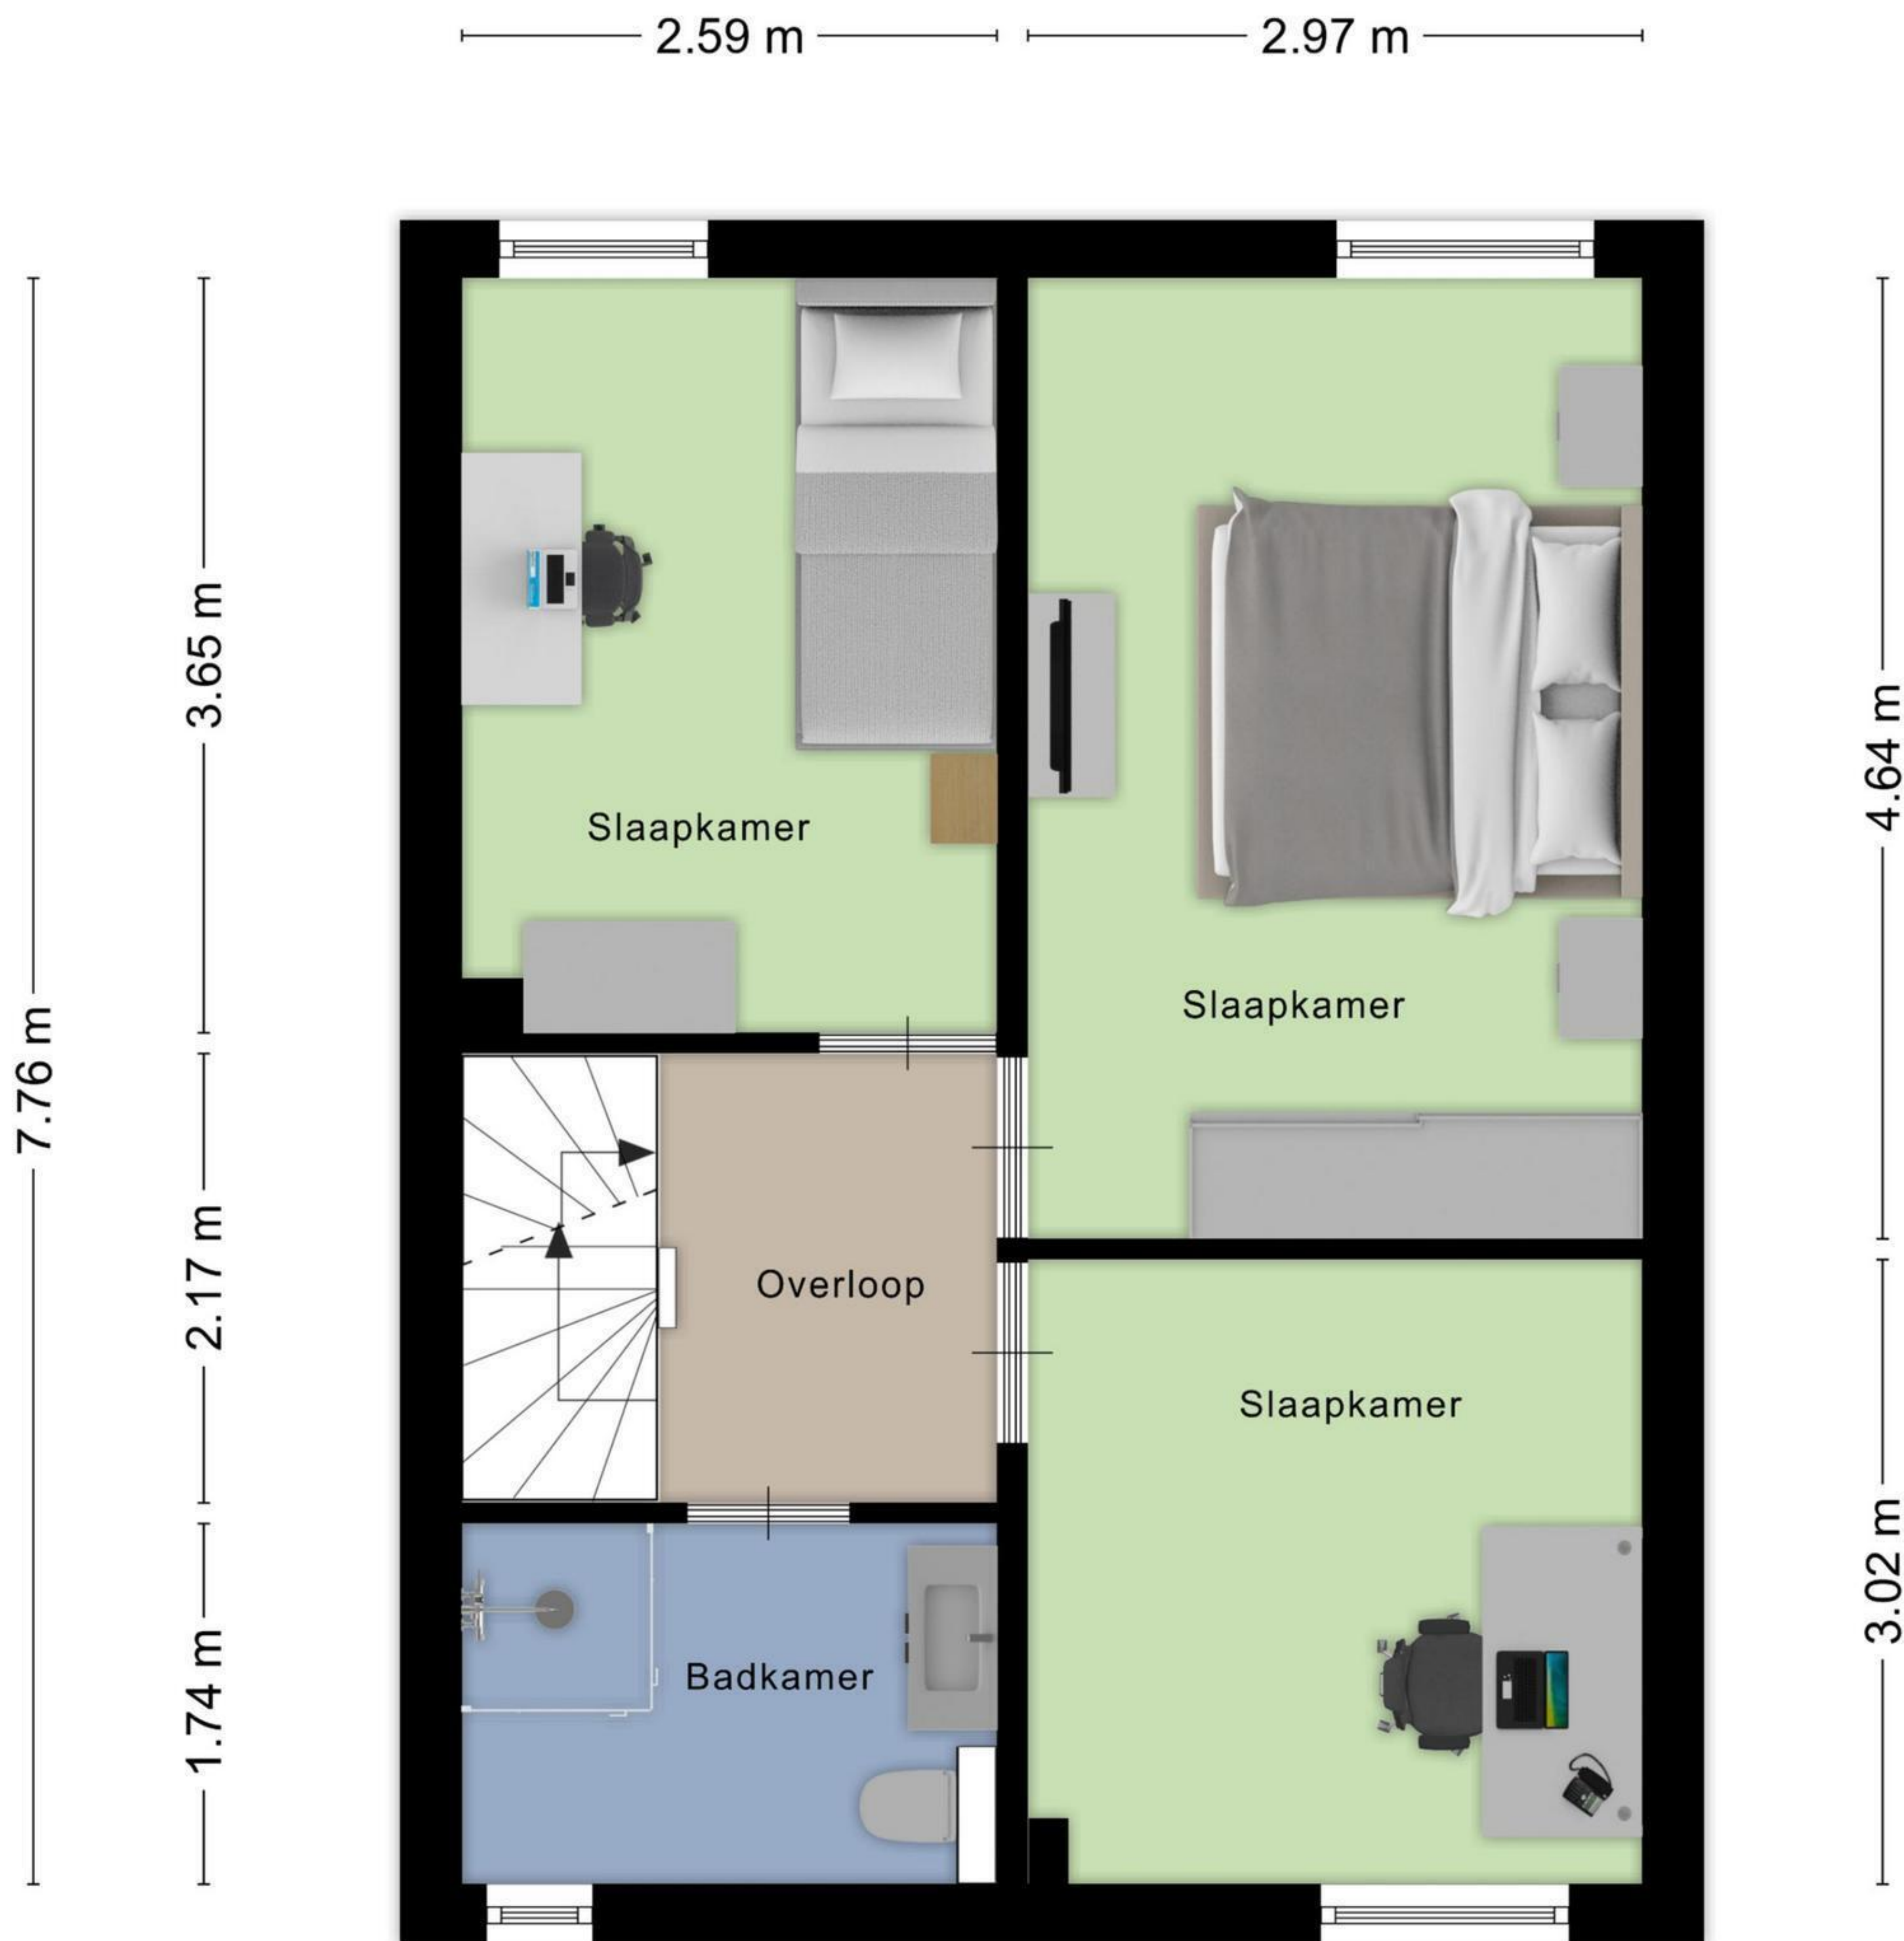 2.59 m
2.97 m
7.76 m
3.65 m
2.17 m
1.74 m
4.64 m
3.02 m
Slaapkamer
Slaapkamer
Overloop
Slaapkamer
Badkamer